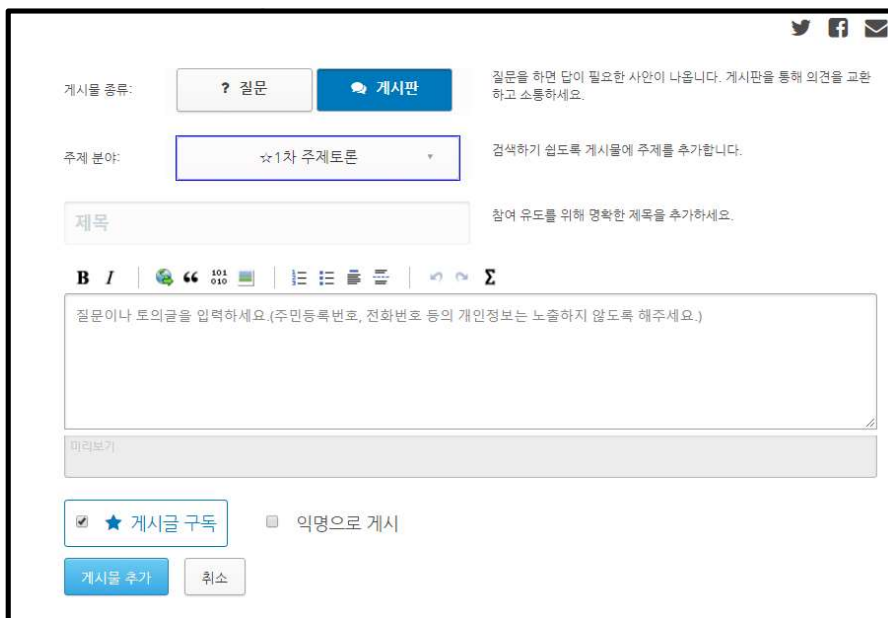 게시물 종류:
? 질문
게시판
질문을 하면 답이 필요한 사안이 나옵니다. 게시판을 통해 의견을 교환
하고 소통하세요.
주제 분야:
☆1차 주제토론
검색하기 쉽도록 게시물에 주제를 추가합니다.
제목
참여 유도를 위해 명확한 제목을 추가하세요.
B I “ 101 010 Σ
질문이나 토의글을 입력하세요.(주민등록번호, 전화번호 등의 개인정보는 노출하지 않도록 해주세요.)
미리보기
★ 게시글 구독
익명으로 게시
게시물 추가
취소